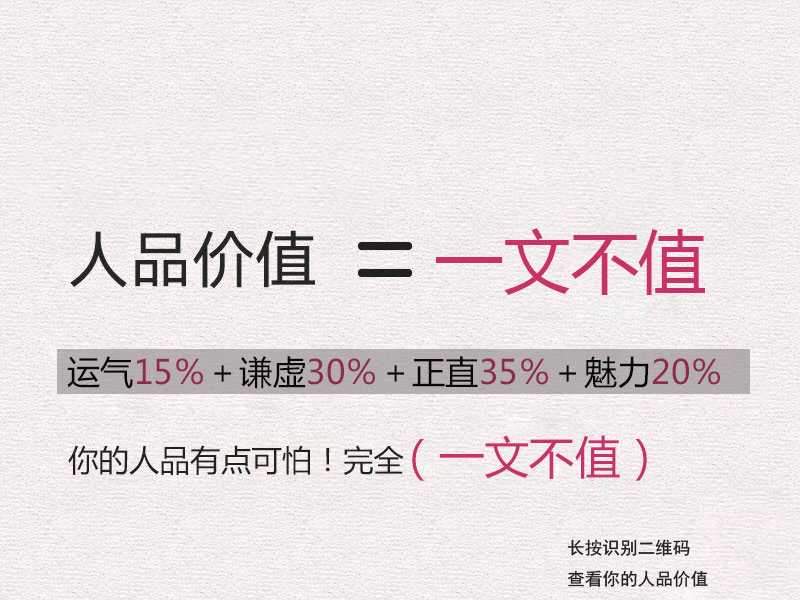 人品价值 = 一文不值
运气15%+谦虚30%+正直35%+魅力20%
你的人品有点可怕！完全(一文不值)
长按识别二维码
查看你的人品价值